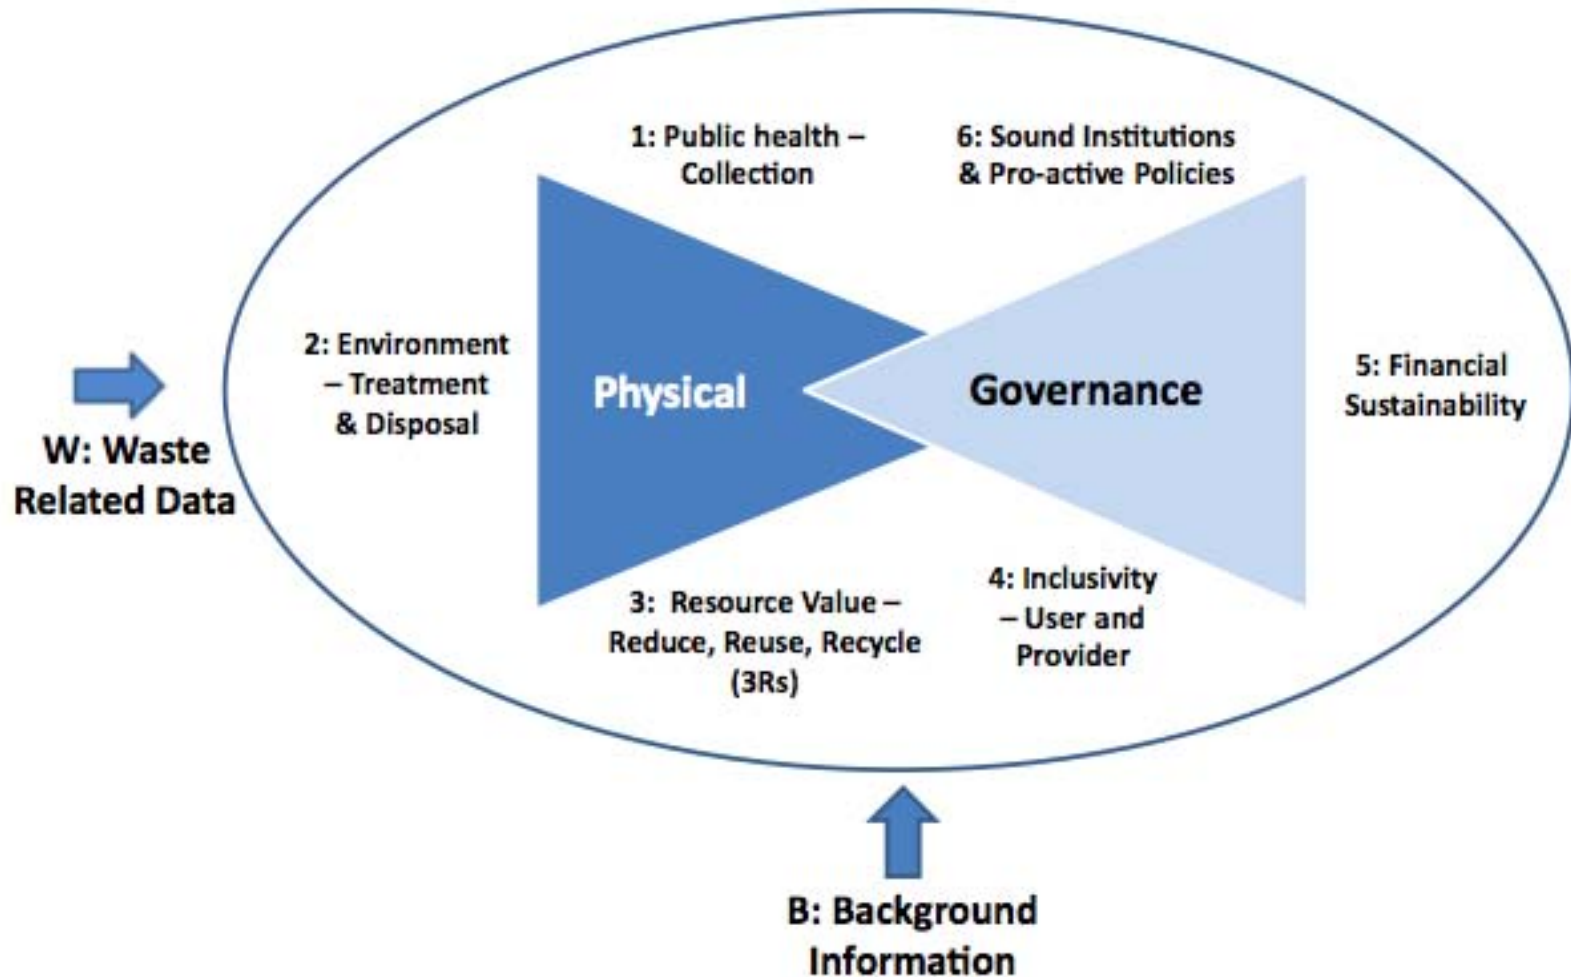 1: Public health –
Collection
6: Sound Institutions
& Pro-active Policies
2: Environment
– Treatment
& Disposal
Physical
Governance
5: Financial
Sustainability
W: Waste
Related Data
3: Resource Value –
Reduce, Reuse, Recycle
(3Rs)
4: Inclusivity
– User and
Provider
B: Background
Information